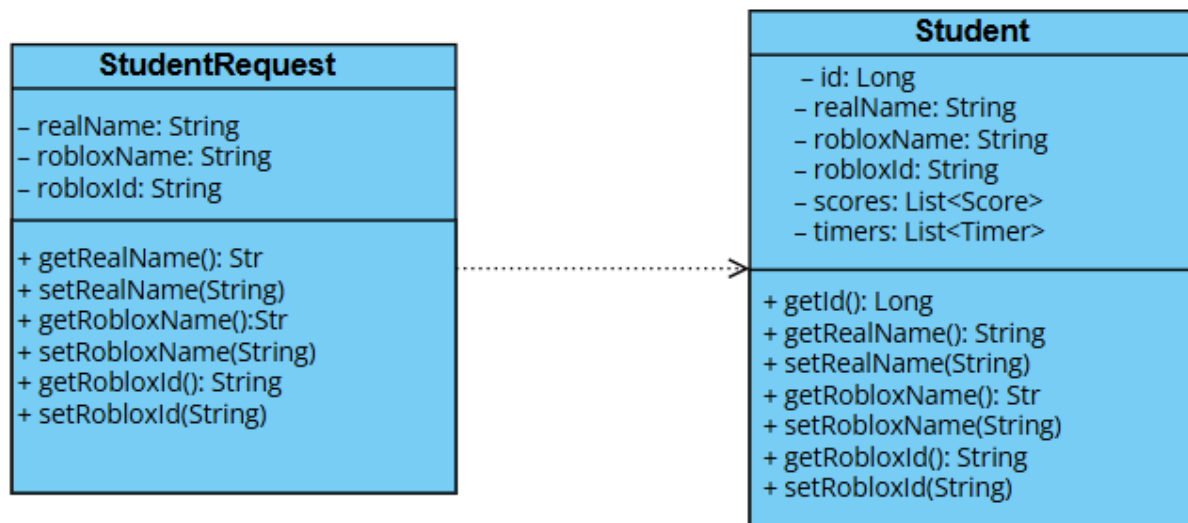 StudentRequest
– realName: String
– robloxName: String
– robloxId: String
+ getRealName(): Str
+ setRealName(String)
+ getRobloxName():Str
+ setRobloxName(String)
+ getRobloxId(): String
+ setRobloxId(String)
Student
– id: Long
– realName: String
– robloxName: String
– robloxId: String
– scores: List<Score>
– timers: List<Timer>
+ getId(): Long
+ getRealName(): String
+ setRealName(String)
+ getRobloxName(): Str
+ setRobloxName(String)
+ getRobloxId(): String
+ setRobloxId(String)